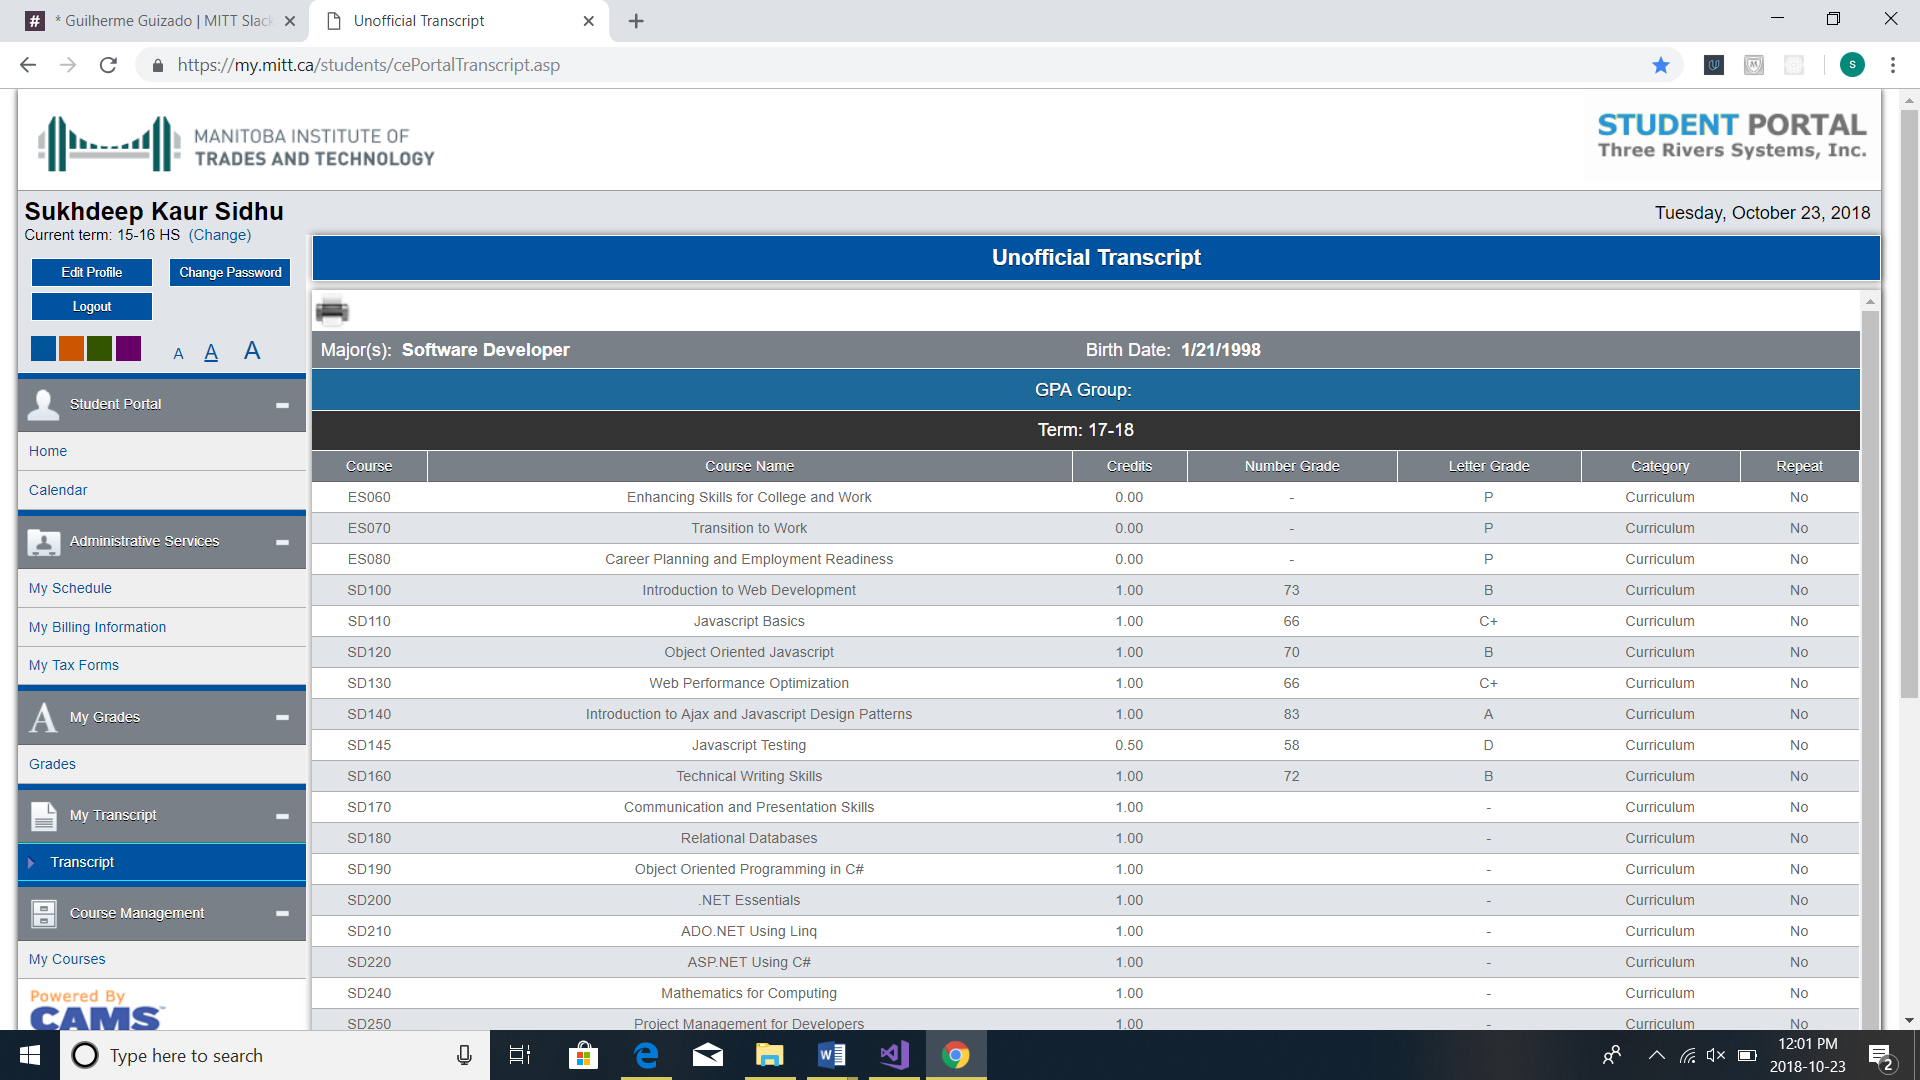 * Guilherme Guizado | MITT Slack
Unofficial Transcript
https://my.mitt.ca/students/cePortalTranscript.asp
S
MANITOBA INSTITUTE OF
TRADES AND TECHNOLOGY
STUDENT PORTAL
Three Rivers Systems, Inc.
Sukhdeep Kaur Sidhu
Tuesday, October 23, 2018
Current term: 15-16 HS (Change)
Edit Profile Change Password
Logout
A A A
Student Portal
Home
Calendar
Administrative Services
My Schedule
My Billing Information
My Tax Forms
My Grades
Grades
My Transcript
Transcript
Course Management
My Courses
Powered By
CAMS
Unofficial Transcript
Major(s): Software Developer Birth Date: 1/21/1998
GPA Group:
Term: 17-18
Course Course Name Credits Number Grade Letter Grade Category Repeat
ES060 Enhancing Skills for College and Work 0.00 - P Curriculum No
ES070 Transition to Work 0.00 - P Curriculum No
ES080 Career Planning and Employment Readiness 0.00 - P Curriculum No
SD100 Introduction to Web Development 1.00 73 B Curriculum No
SD110 Javascript Basics 1.00 66 C+ Curriculum No
SD120 Object Oriented Javascript 1.00 70 B Curriculum No
SD130 Web Performance Optimization 1.00 66 C+ Curriculum No
SD140 Introduction to Ajax and Javascript Design Patterns 1.00 83 A Curriculum No
SD145 Javascript Testing 0.50 58 D Curriculum No
SD160 Technical Writing Skills 1.00 72 B Curriculum No
SD170 Communication and Presentation Skills 1.00 - Curriculum No
SD180 Relational Databases 1.00 - Curriculum No
SD190 Object Oriented Programming in C# 1.00 - Curriculum No
SD200 .NET Essentials 1.00 - Curriculum No
SD210 ADO.NET Using Linq 1.00 - Curriculum No
SD220 ASP.NET Using C# 1.00 - Curriculum No
SD240 Mathematics for Computing 1.00 - Curriculum No
SD250 Project Management for Developers 1.00 - Curriculum No
Type here to search
12:01 PM
2018-10-23
2